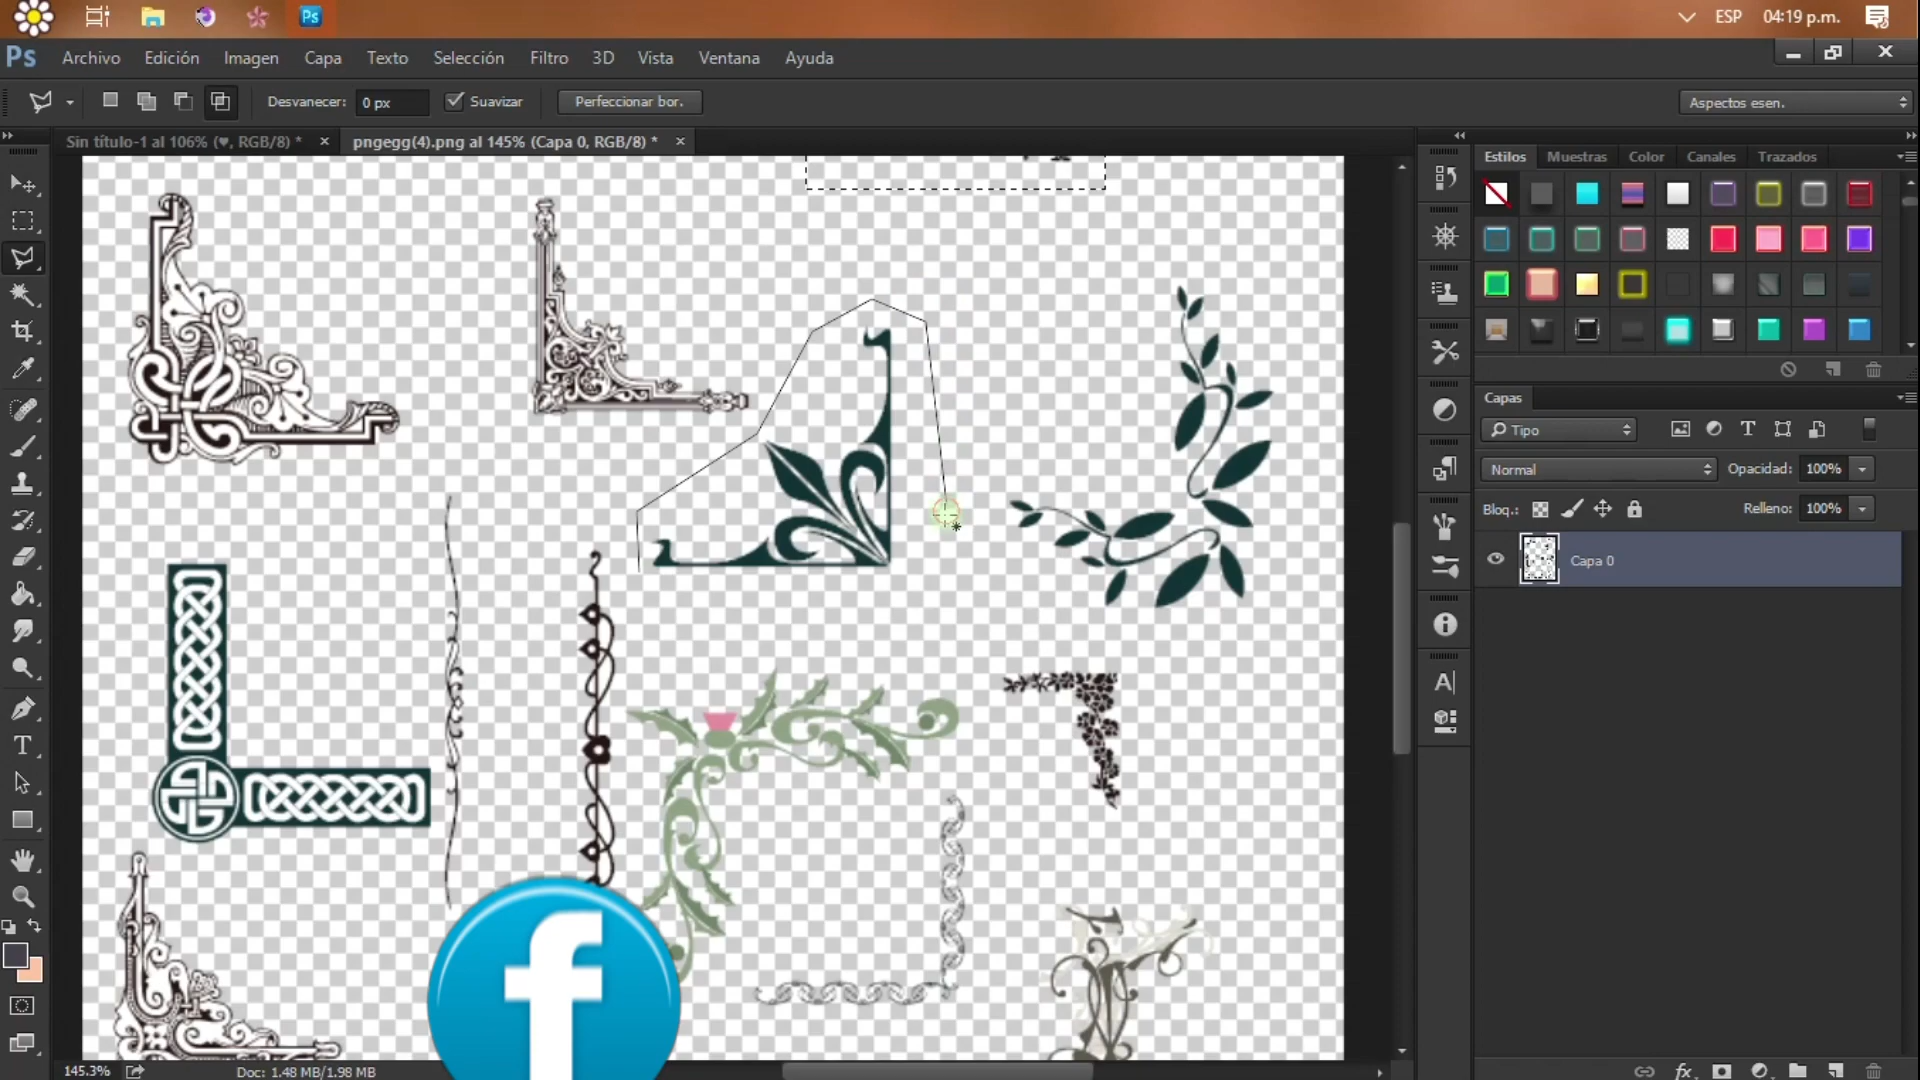 Ps
ESP 04:19 p.m.
Ps Archivo Edición Imagen Capa Texto Selección Filtro 3D Vista Ventana Ayuda
Desvanecer: 0 px Suavizar Perfeccionar bor. Aspectos esen.
Sin título-1 al 106% (♥, RGB/8) * × pngegg(4).png al 145% (Capa 0, RGB/8) * ×
Estilos Muestras Color Canales Trazados
Capas
Tipo
Normal Opacidad: 100%
Bloq.: Relleno: 100%
Capa 0
f
145.3% Doc: 1.48 MB/1.98 MB
fx